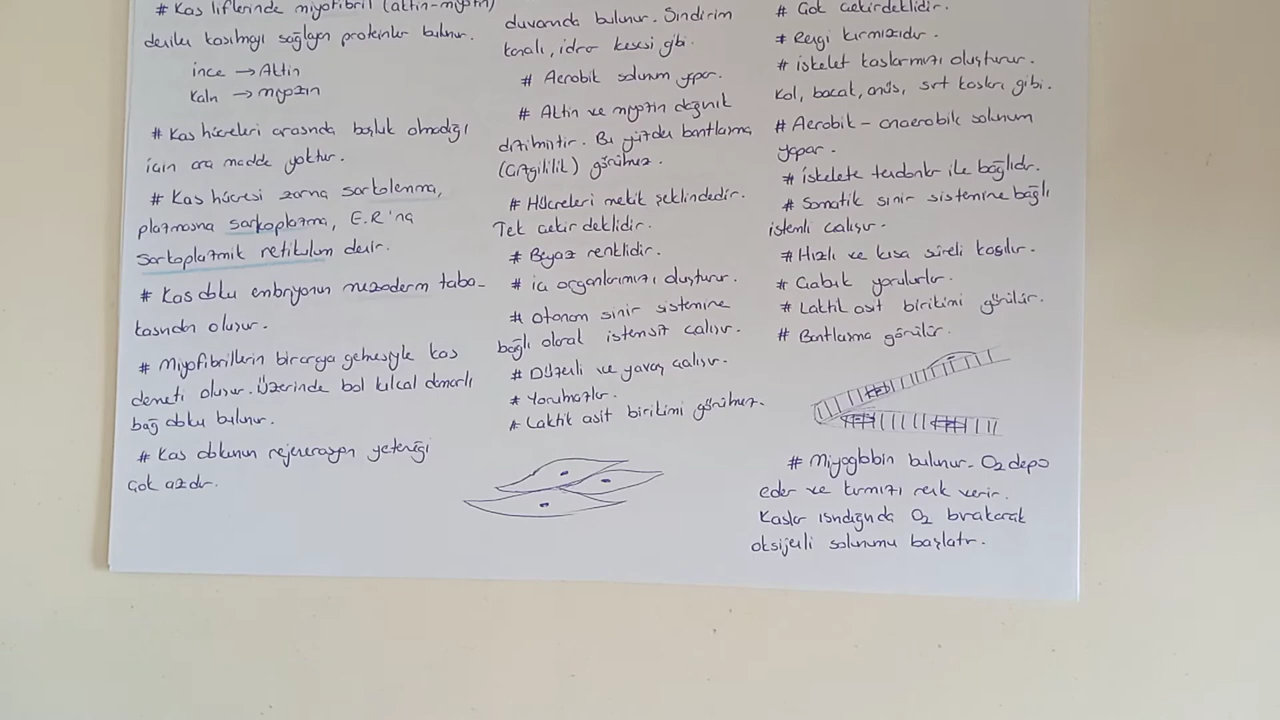 # Kas liflerinde miyofibril (aktin-miyozin)
denilen kasılmayı sağlayan proteinler bulunur.
ince → Aktin
kalın → miyozin
# Kas hücreleri arasında boşluk olmadığı
için ara madde yoktur.
# Kas hücresi zarına sarkolemma,
plazmasına sarkoplazma, E.R'na
sarkoplazmik retikulum denir.
# Kas doku embriyonun mezoderm taba-
kasından oluşur.
# Miyofibrillerin biraraya gelmesiyle kas
demeti oluşur. Üzerinde bol kılcal damarlı
bağ doku bulunur.
# Kas dokunun rejenerasyon yeteneği
çok azdır.
duvarında bulunur. Sindirim
kanalı, idrar kesesi gibi.
# Aerobik solunum yapar.
# Aktin ve miyozin dağınık
dizilmiştir. Bu yüzden bantlaşma
(Çizgililik) görülmez.
# Hücreleri mekik şeklindedir.
Tek çekirdeklidir.
# Beyaz renklidir.
# iç organlarımızı oluşturur.
# Otonom sinir sistemine
bağlı olarak istemsiz çalışır.
# Düzenli ve yavaş çalışır.
# Yorulmazlar.
# Laktik asit birikimi görülmez.
# Çok çekirdeklidir.
# Rengi kırmızıdır.
# iskelet kaslarımızı oluşturur.
Kol, bacak, anüs, sırt kasları gibi.
# Aerobik - anaerobik solunum
yapar.
# iskelete tendonlar ile bağlıdır.
# Somatik sinir sistemine bağlı
istemli çalışır.
# Hızlı ve kısa süreli kasılır.
# Çabuk yorulurlar.
# Laktik asit birikimi görülür.
# Bantlaşma görülür.
# Miyoglobin bulunur. O₂ depo
eder ve kırmızı renk verir.
Kaslar ısındığında O₂ bırakarak
oksijenli solunumu başlatır.